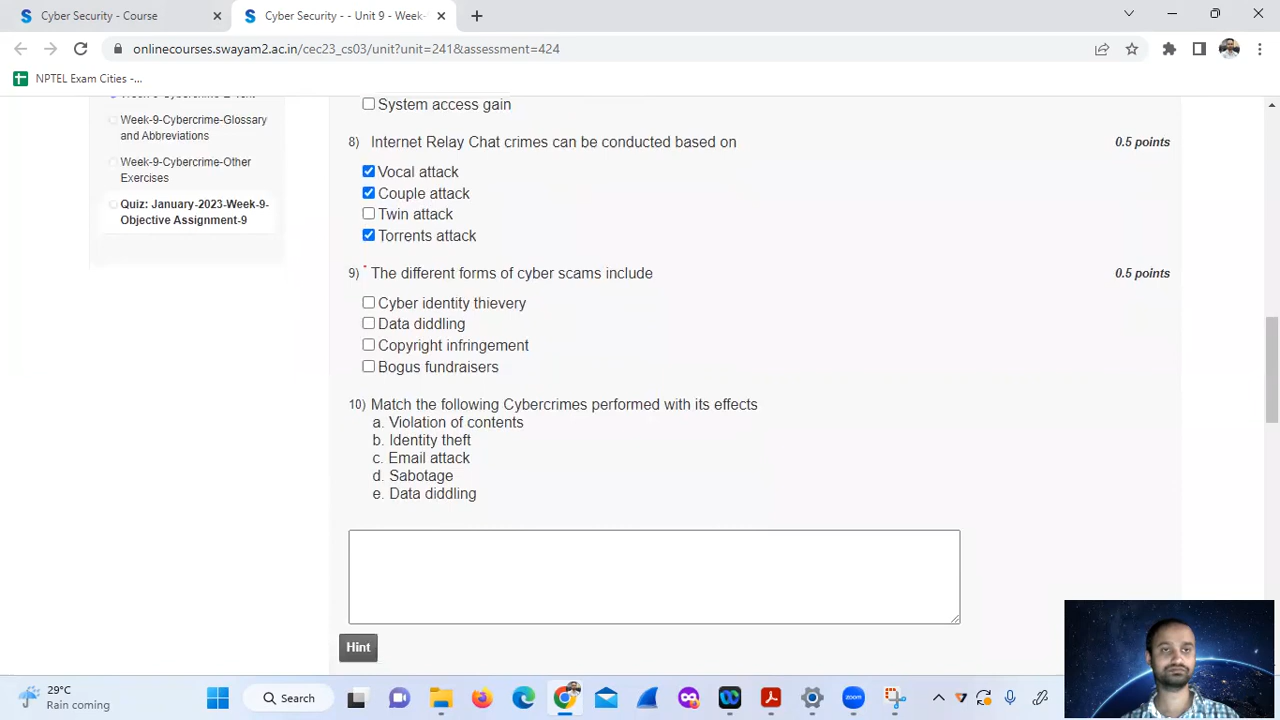 Cyber Security - Course
Cyber Security - - Unit 9 - Week-
onlinecourses.swayam2.ac.in/cec23_cs03/unit?unit=241&assessment=424
NPTEL Exam Cities -...
Week-9-Cybercrime-Glossary
and Abbreviations
Week-9-Cybercrime-Other
Exercises
Quiz: January-2023-Week-9-
Objective Assignment-9
System access gain
8) Internet Relay Chat crimes can be conducted based on 0.5 points
Vocal attack
Couple attack
Twin attack
Torrents attack
9) * The different forms of cyber scams include 0.5 points
Cyber identity thievery
Data diddling
Copyright infringement
Bogus fundraisers
10) Match the following Cybercrimes performed with its effects
a. Violation of contents
b. Identity theft
c. Email attack
d. Sabotage
e. Data diddling
Hint
29°C
Rain coming
Search
zoom